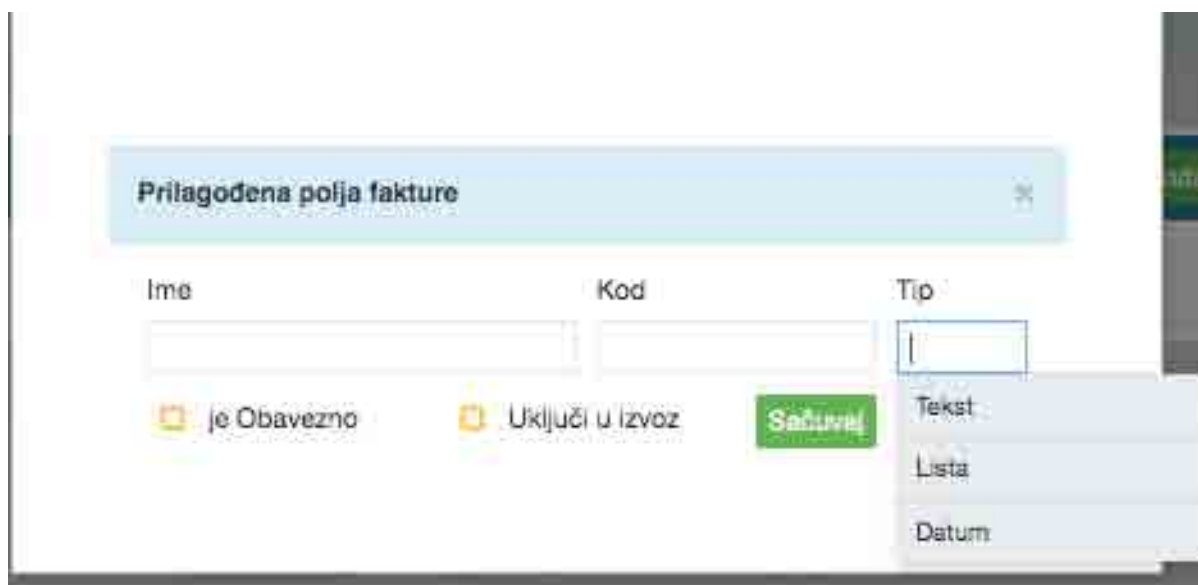 Prilagođena polja fakture
Ime Kod Tip
je Obavezno Uključi u izvoz Sačuvaj
Tekst
Lista
Datum